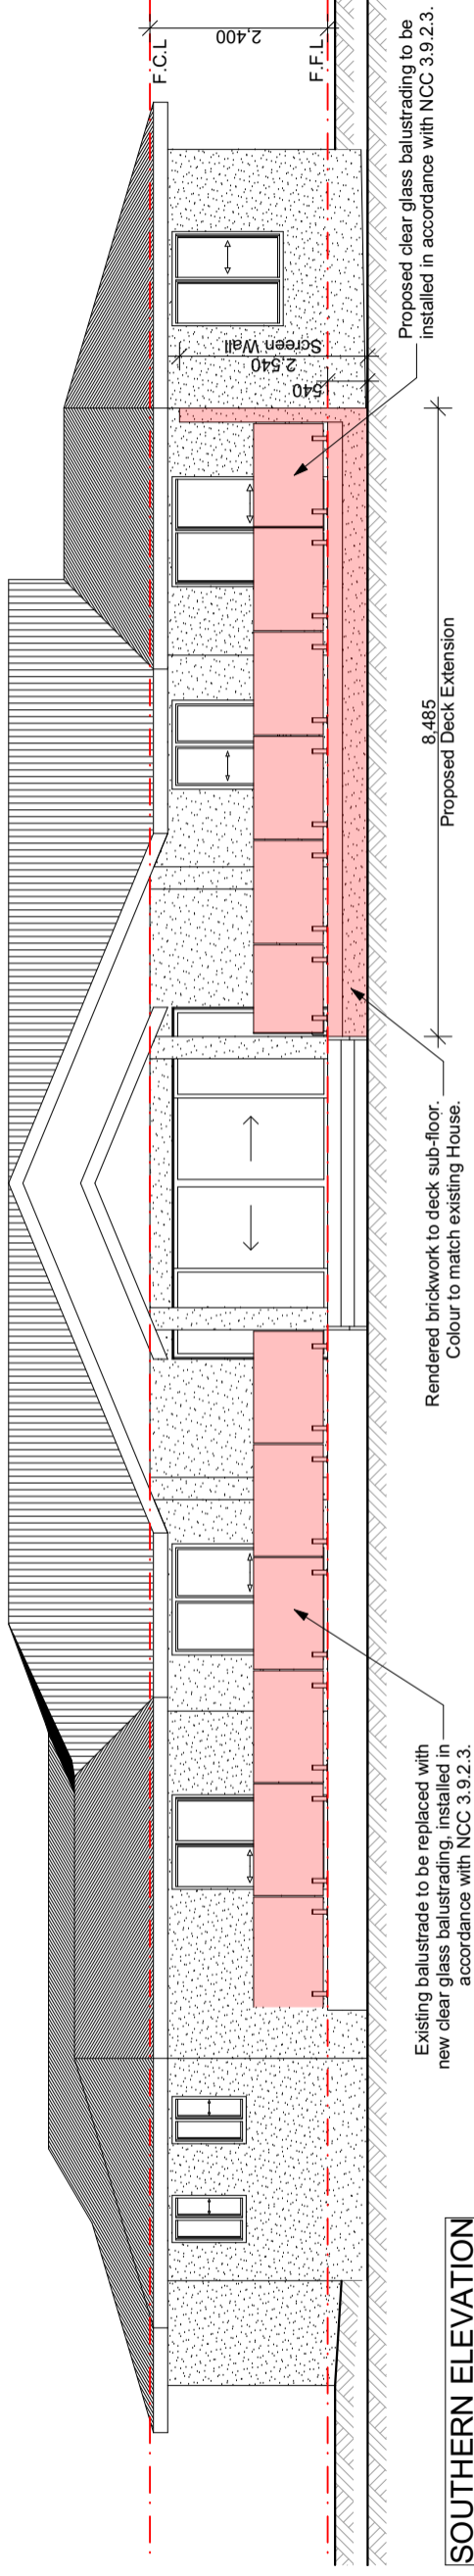 F.C.L
2,400
F.F.L
Screen Wall
2,540
540
Proposed clear glass balustrading to be
installed in accordance with NCC 3.9.2.3.
8,485
Proposed Deck Extension
Rendered brickwork to deck sub-floor.
Colour to match existing House.
Existing balustrade to be replaced with
new clear glass balustrading, installed in
accordance with NCC 3.9.2.3.
SOUTHERN ELEVATION